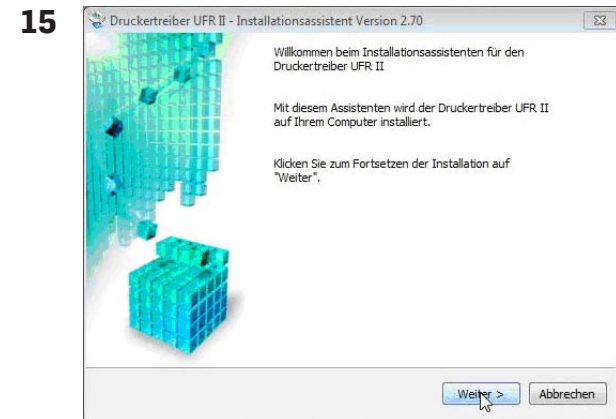 15
Druckertreiber UFR II - Installationsassistent Version 2.70
Willkommen beim Installationsassistenten für den
Druckertreiber UFR II
Mit diesem Assistenten wird der Druckertreiber UFR II
auf Ihrem Computer installiert.
Klicken Sie zum Fortsetzen der Installation auf
"Weiter".
Weiter > Abbrechen